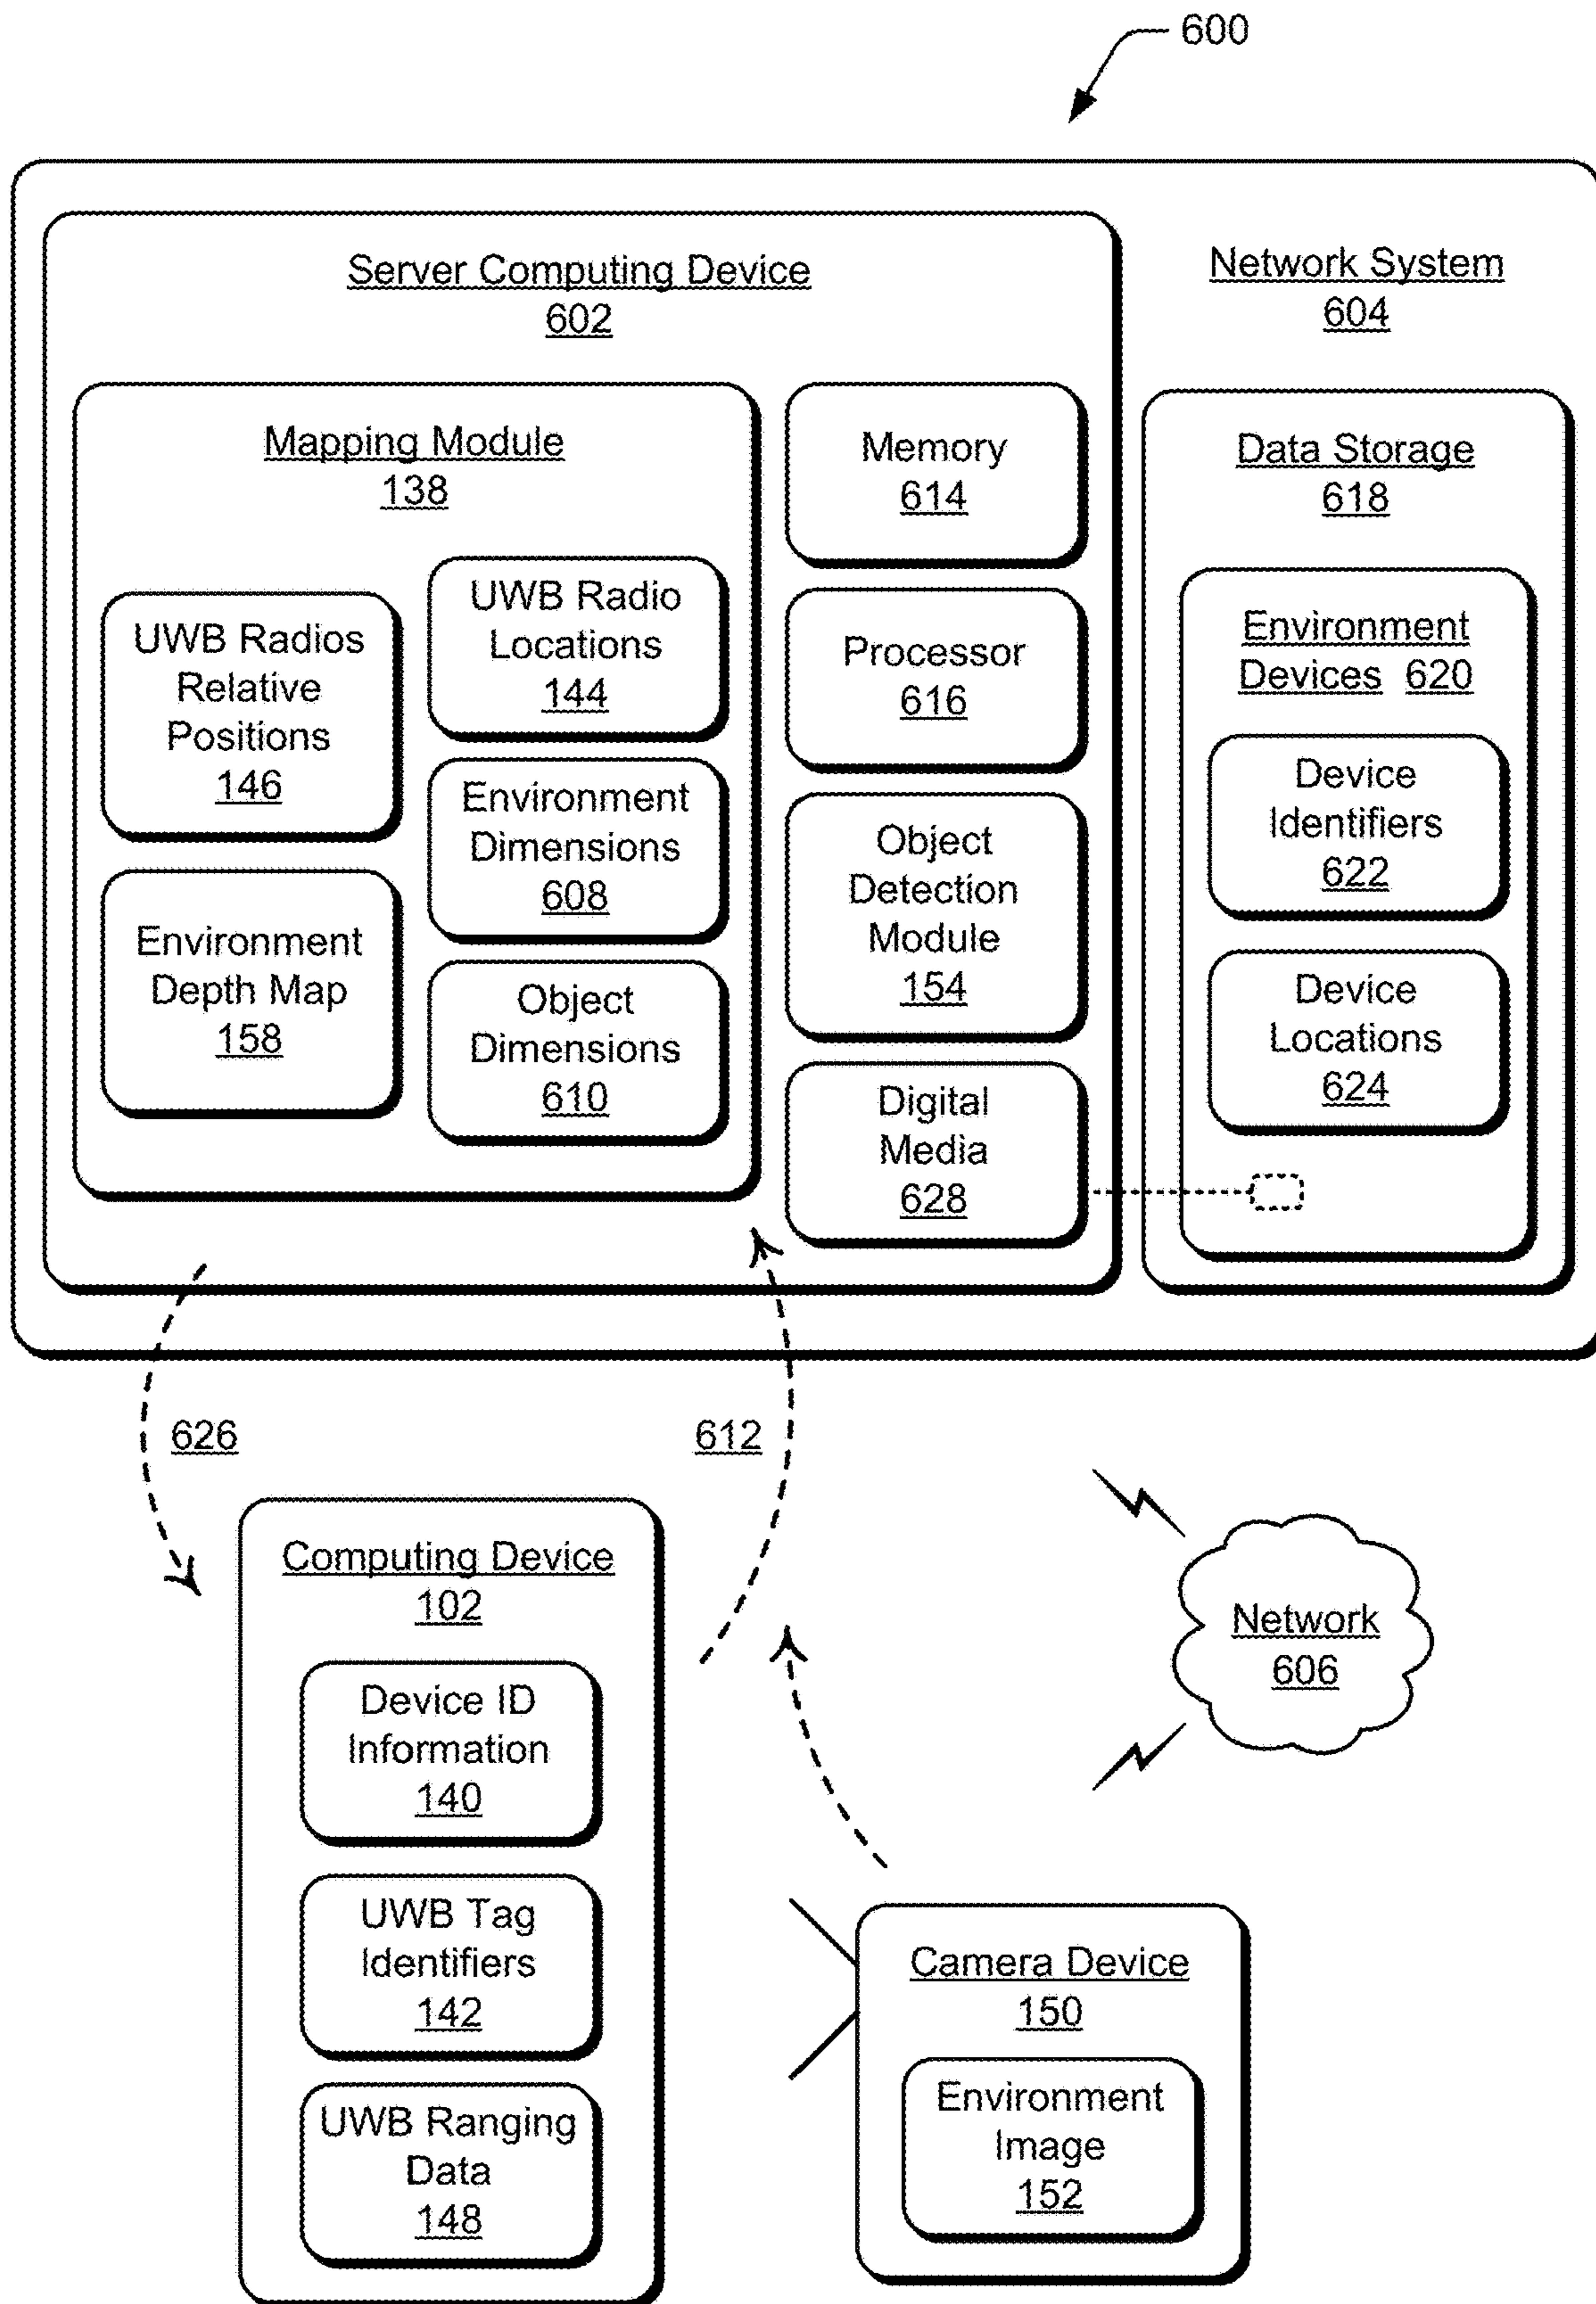 600
Server Computing Device
602
Network System
604
Mapping Module
138
UWB Radios
Relative
Positions
146
Environment
Depth Map
158
UWB Radio
Locations
144
Environment
Dimensions
608
Object
Dimensions
610
Memory
614
Processor
616
Object
Detection
Module
154
Digital
Media
628
Data Storage
618
Environment
Devices 620
Device
Identifiers
622
Device
Locations
624
626
612
Computing Device
102
Device ID
Information
140
UWB Tag
Identifiers
142
UWB Ranging
Data
148
Network
606
Camera Device
150
Environment
Image
152